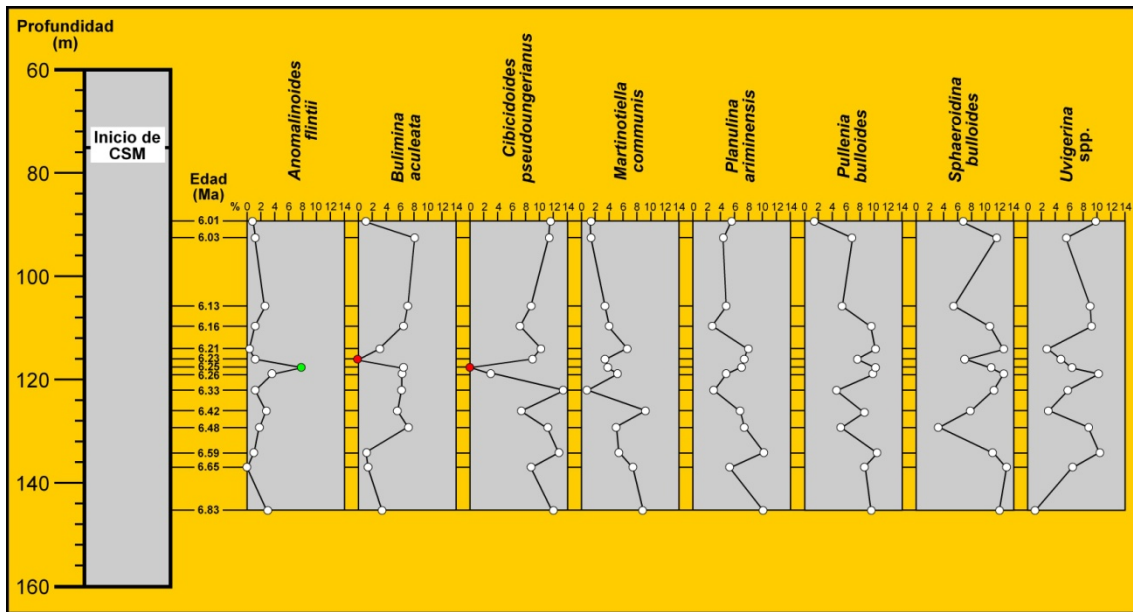 Profundidad
(m)
60
80
100
120
140
160
Inicio de
CSM
Edad
(Ma)
Anomalinoides
flintii
Bulimina
aculeata
Cibicidoides
pseudoungerianus
Martinotiella
communis
Planulina
ariminensis
Pullenia
bulloides
Sphaeroidina
bulloides
Uvigerina
spp.
% 0 2 4 6 8 10 12 14 0 2 4 6 8 10 12 14 0 2 4 6 8 10 12 14 0 2 4 6 8 10 12 14 0 2 4 6 8 10 12 14 0 2 4 6 8 10 12 14 0 2 4 6 8 10 12 14 0 2 4 6 8 10 12 14
6.01
6.03
6.13
6.16
6.21
6.23
6.25
6.26
6.33
6.42
6.48
6.59
6.65
6.83